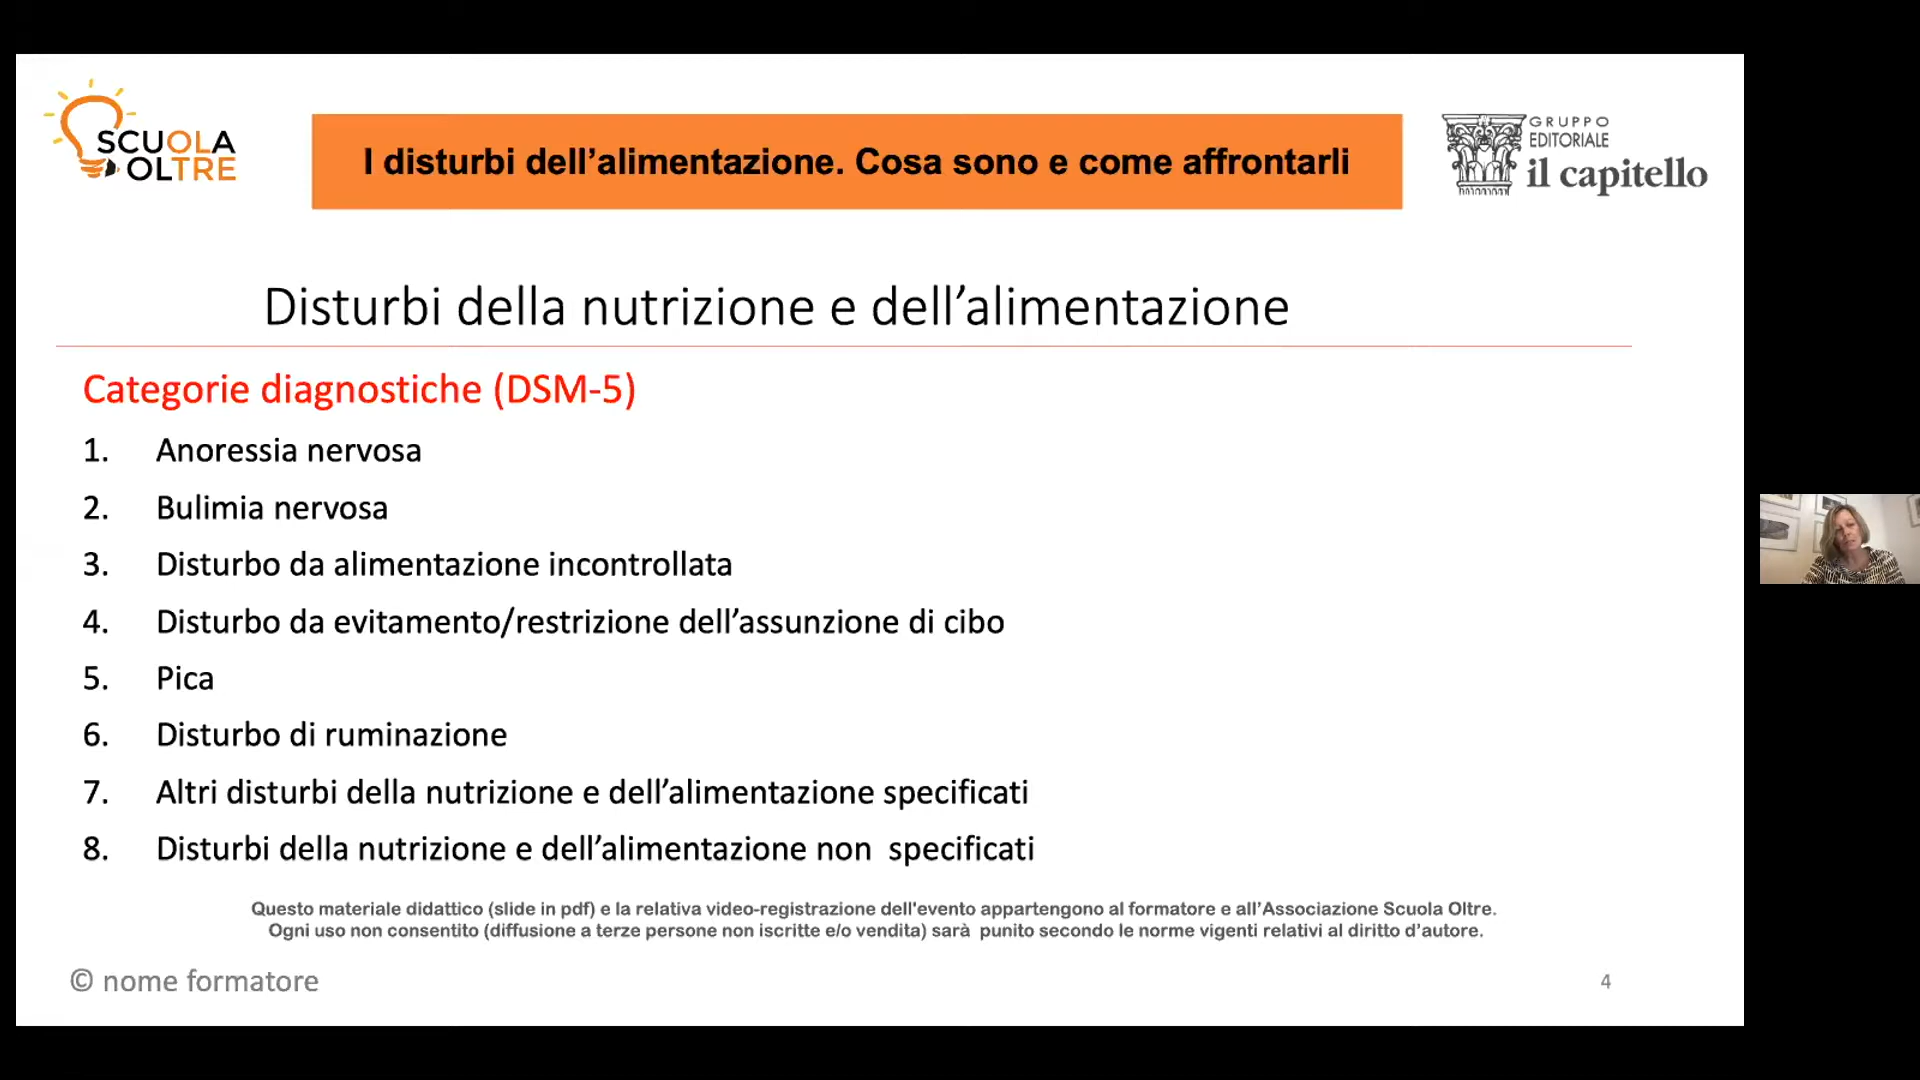 SCUOLA
OLTRE
I disturbi dell’alimentazione. Cosa sono e come affrontarli
GRUPPO
EDITORIALE
il capitello
Disturbi della nutrizione e dell’alimentazione
Categorie diagnostiche (DSM-5)
1. Anoressia nervosa
2. Bulimia nervosa
3. Disturbo da alimentazione incontrollata
4. Disturbo da evitamento/restrizione dell’assunzione di cibo
5. Pica
6. Disturbo di ruminazione
7. Altri disturbi della nutrizione e dell’alimentazione specificati
8. Disturbi della nutrizione e dell’alimentazione non  specificati
Questo materiale didattico (slide in pdf) e la relativa video-registrazione dell'evento appartengono al formatore e all’Associazione Scuola Oltre.
Ogni uso non consentito (diffusione a terze persone non iscritte e/o vendita) sarà  punito secondo le norme vigenti relativi al diritto d’autore.
© nome formatore
4